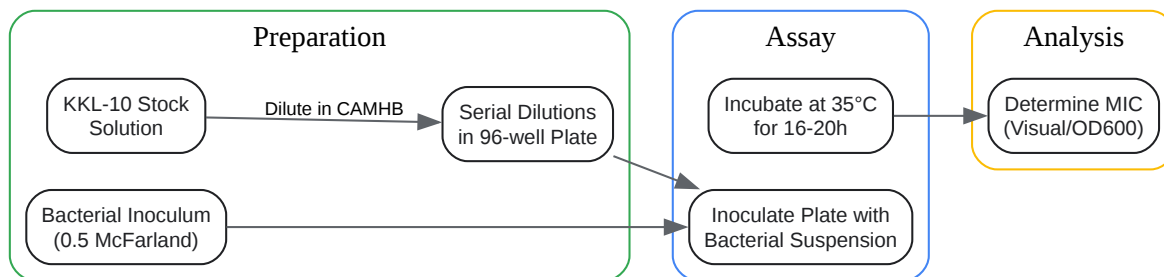 Preparation
KKL-10 Stock
Solution
Dilute in CAMHB
Serial Dilutions
in 96-well Plate
Bacterial Inoculum
(0.5 McFarland)
Assay
Incubate at 35°C
for 16-20h
Inoculate Plate with
Bacterial Suspension
Analysis
Determine MIC
(Visual/OD600)